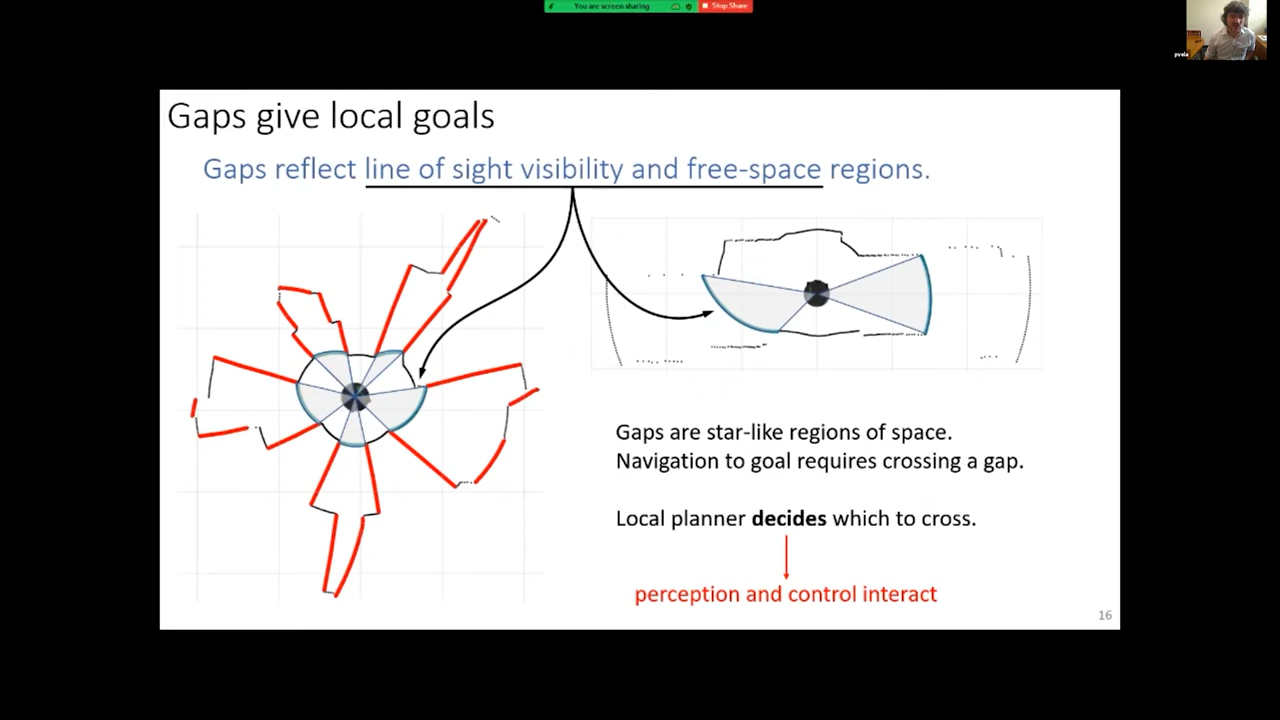 You are screen sharing
Stop Share
pvela
Gaps give local goals
Gaps reflect line of sight visibility and free-space regions.
Gaps are star-like regions of space.
Navigation to goal requires crossing a gap.
Local planner decides which to cross.
perception and control interact
16